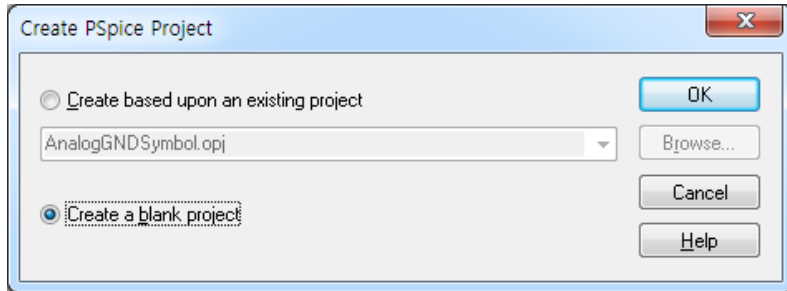 Create PSpice Project
Create based upon an existing project
OK
AnalogGNDSymbol.opj
Browse...
Cancel
Create a blank project
Help